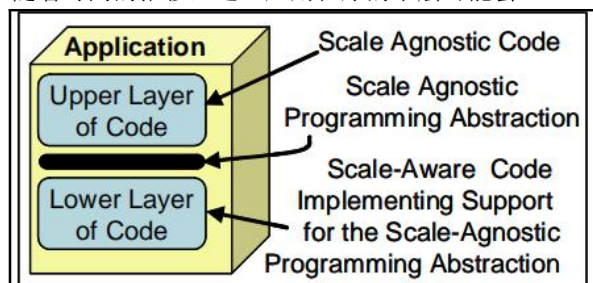 Application
Upper Layer
of Code
Lower Layer
of Code
Scale Agnostic Code
Scale Agnostic
Programming Abstraction
Scale-Aware Code
Implementing Support
for the Scale-Agnostic
Programming Abstraction